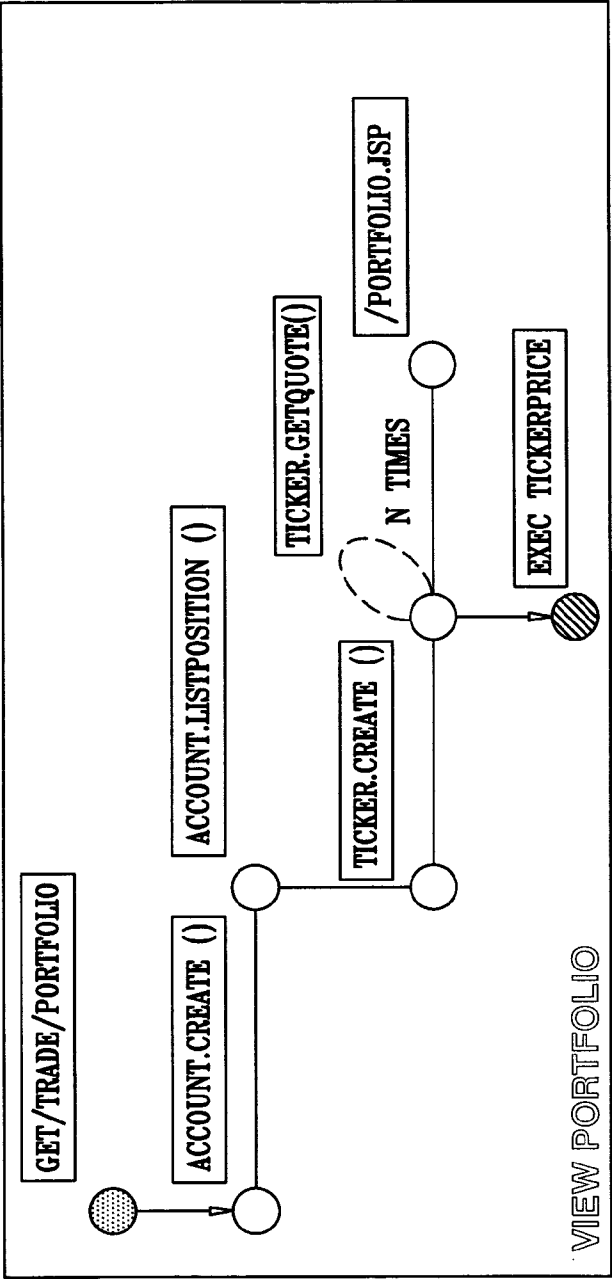 GET/TRADE/PORTFOLIO
ACCOUNT.CREATE ()
ACCOUNT.LISTPOSITION ()
TICKER.CREATE ()
TICKER.GETQUOTE()
N TIMES
/PORTFOLIO.JSP
EXEC TICKERPRICE
VIEW PORTFOLIO